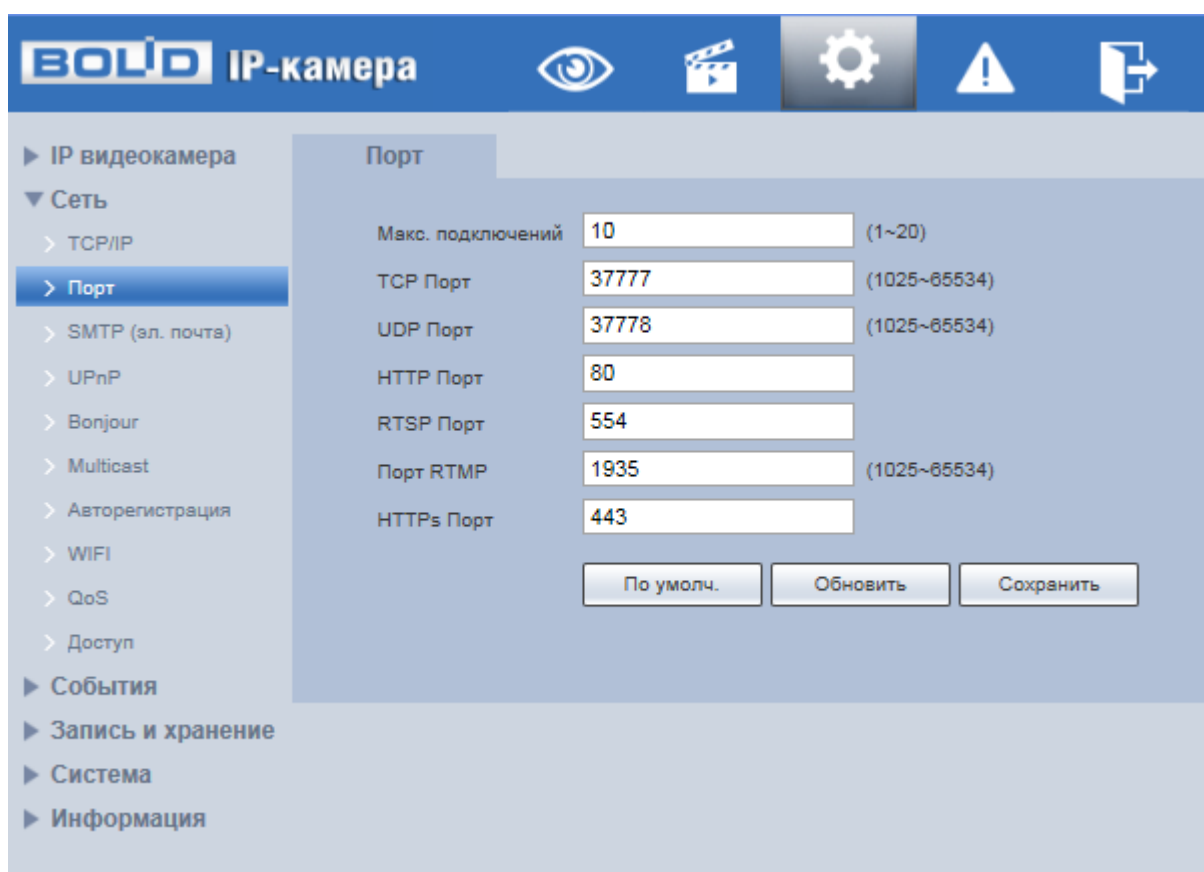 BOLID IP-камера
IP видеокамера
Сеть
TCP/IP
Порт
SMTP (эл. почта)
UPnP
Bonjour
Multicast
Авторегистрация
WIFI
QoS
Доступ
События
Запись и хранение
Система
Информация
Порт
Макс. подключений 10 (1~20)
TCP Порт 37777 (1025~65534)
UDP Порт 37778 (1025~65534)
HTTP Порт 80
RTSP Порт 554
Порт RTMP 1935 (1025~65534)
HTTPs Порт 443
По умолч. Обновить Сохранить